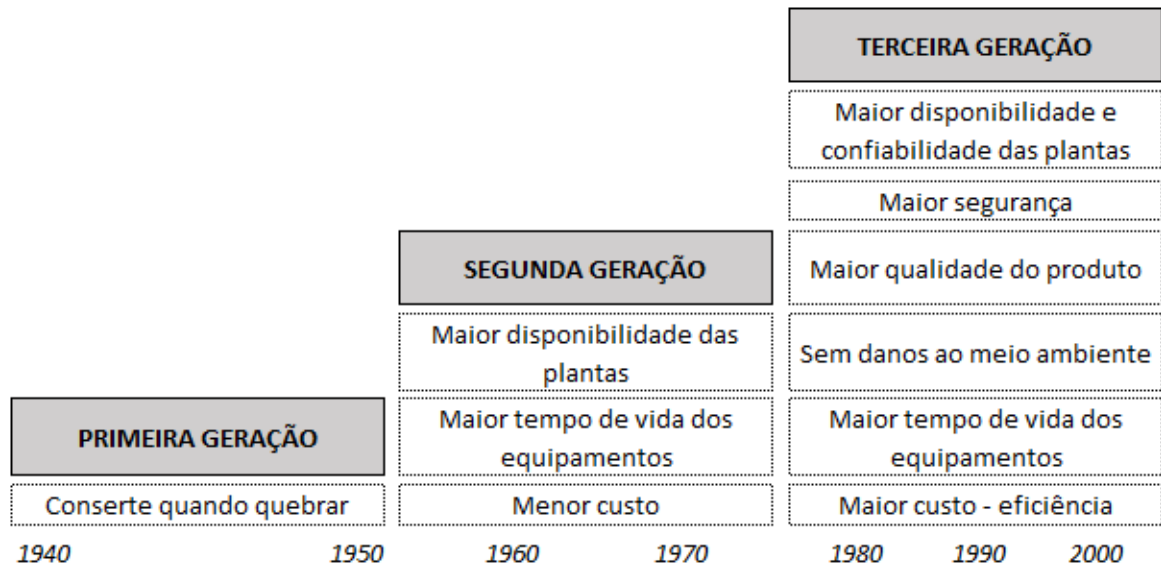 PRIMEIRA GERAÇÃO
Conserte quando quebrar
1940
1950
SEGUNDA GERAÇÃO
Maior disponibilidade das
plantas
Maior tempo de vida dos
equipamentos
Menor custo
1960
1970
TERCEIRA GERAÇÃO
Maior disponibilidade e
confiabilidade das plantas
Maior segurança
Maior qualidade do produto
Sem danos ao meio ambiente
Maior tempo de vida dos
equipamentos
Maior custo - eficiência
1980
1990
2000